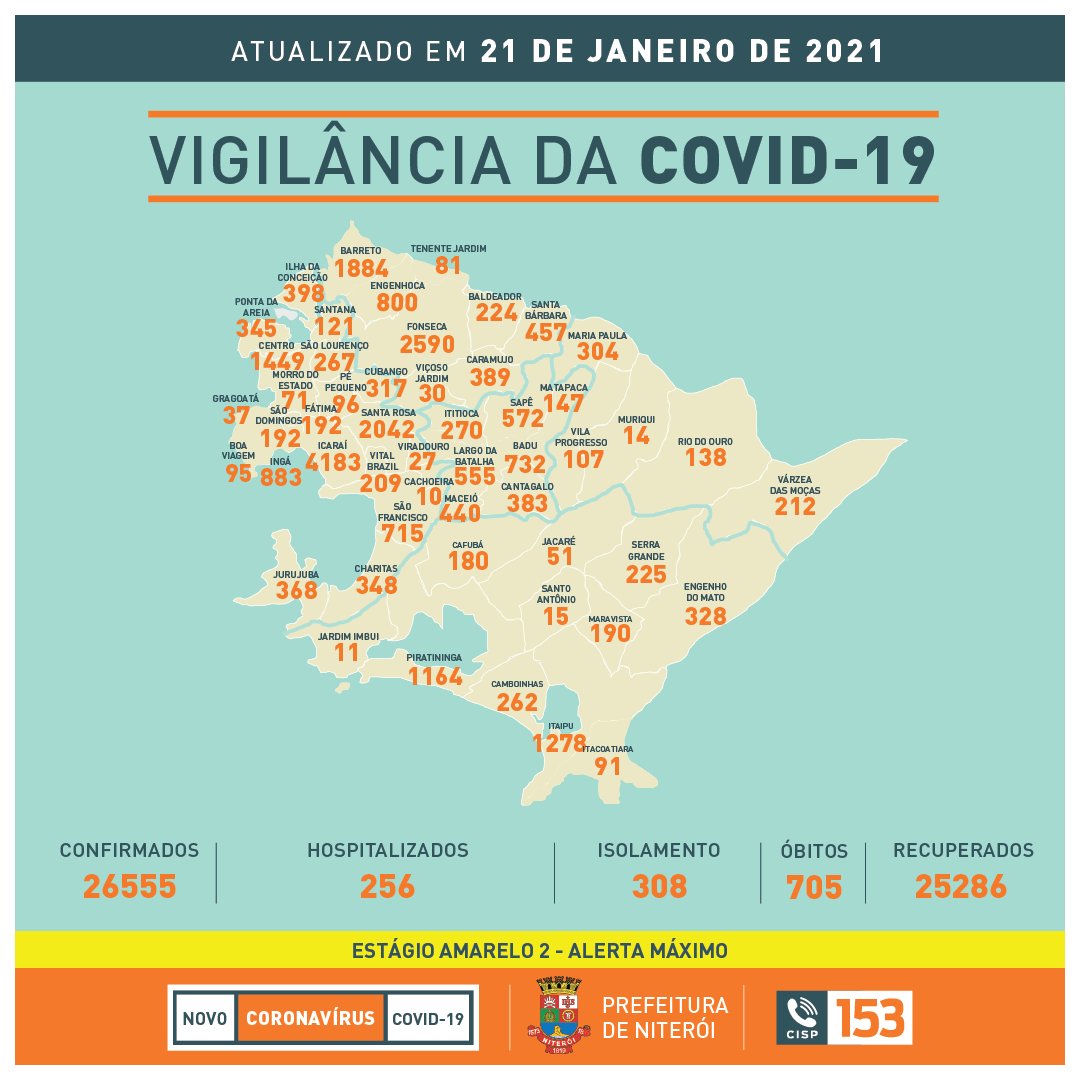 ATUALIZADO EM 21 DE JANEIRO DE 2021
VIGILÂNCIA DA COVID-19
BARRETO
1884
TENENTE JARDIM
81
ILHA DA
CONCEIÇÃO
398
ENGENHOCA
800
BALDEADOR
224
SANTA
BÁRBARA
457
PONTA DA
AREIA
345
SANTANA
121
FONSECA
2590
MARIA PAULA
304
CENTRO
1449
SÃO LOURENÇO
267
CUBANGO
317
VIÇOSO
JARDIM
30
CARAMUJO
389
MORRO DO
ESTADO
71
PÉ
PEQUENO
96
MATAPACA
147
GRAGOATÁ
37
SÃO
DOMINGOS
192
FÁTIMA
192
SANTA ROSA
2042
ITITIOCA
270
SAPÊ
572
MURIQUI
14
RIO DO OURO
138
BOA
VIAGEM
95
INGÁ
883
ICARAÍ
4183
VITAL
BRAZIL
209
VIRADOURO
27
LARGO DA
BATALHA
555
BADU
732
VILA
PROGRESSO
107
CACHOEIRA
10
MACEIÓ
440
CANTAGALO
383
VÁRZEA
DAS MOÇAS
212
SÃO
FRANCISCO
715
CAFUBÁ
180
JACARÉ
51
SERRA
GRANDE
225
JURUJUBA
368
CHARITAS
348
SANTO
ANTÔNIO
15
ENGENHO
DO MATO
328
MARAVISTA
190
JARDIM IMBUI
11
PIRATININGA
1164
CAMBOINHAS
262
ITAIPU
1278
ITACOATIARA
91
CONFIRMADOS
26555
HOSPITALIZADOS
256
ISOLAMENTO
308
ÓBITOS
705
RECUPERADOS
25286
ESTÁGIO AMARELO 2 - ALERTA MÁXIMO
NOVO CORONAVÍRUS COVID-19
NITERÓI
1819
PREFEITURA
DE NITERÓI
CISP
153